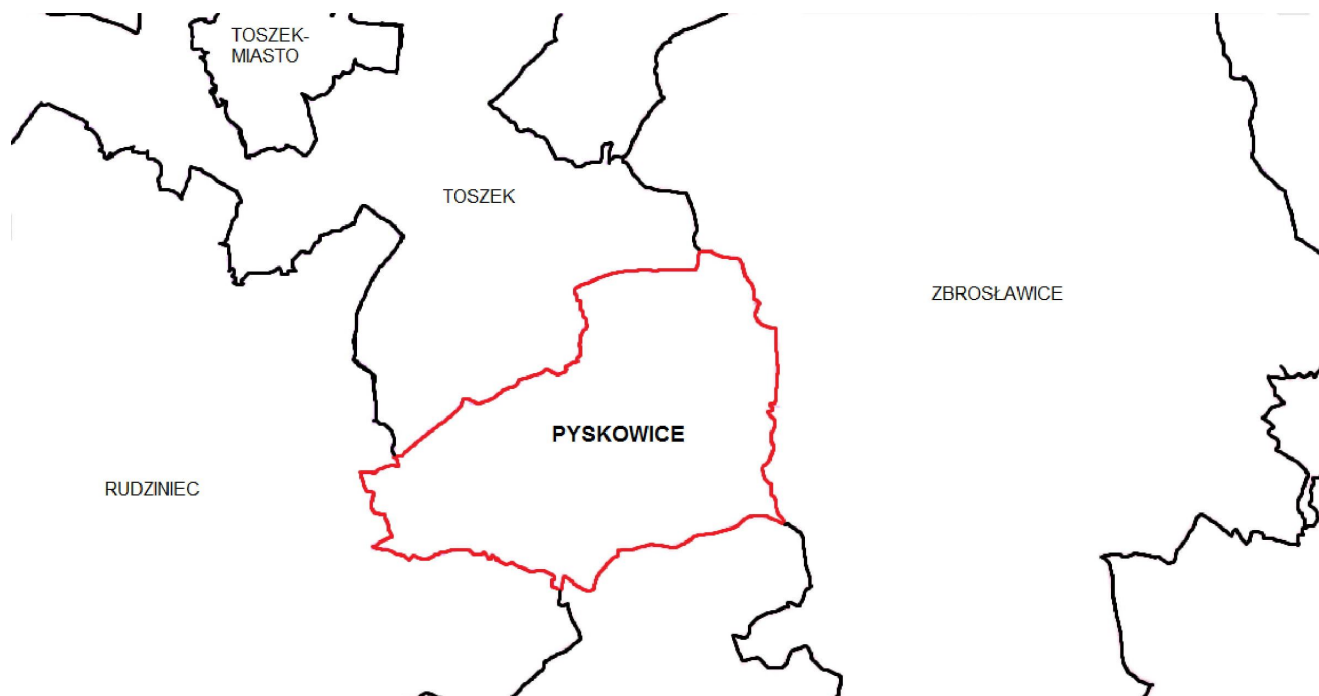 TOSZEK-
MIASTO
TOSZEK
ZBROSŁAWICE
PYSKOWICE
RUDZINIEC